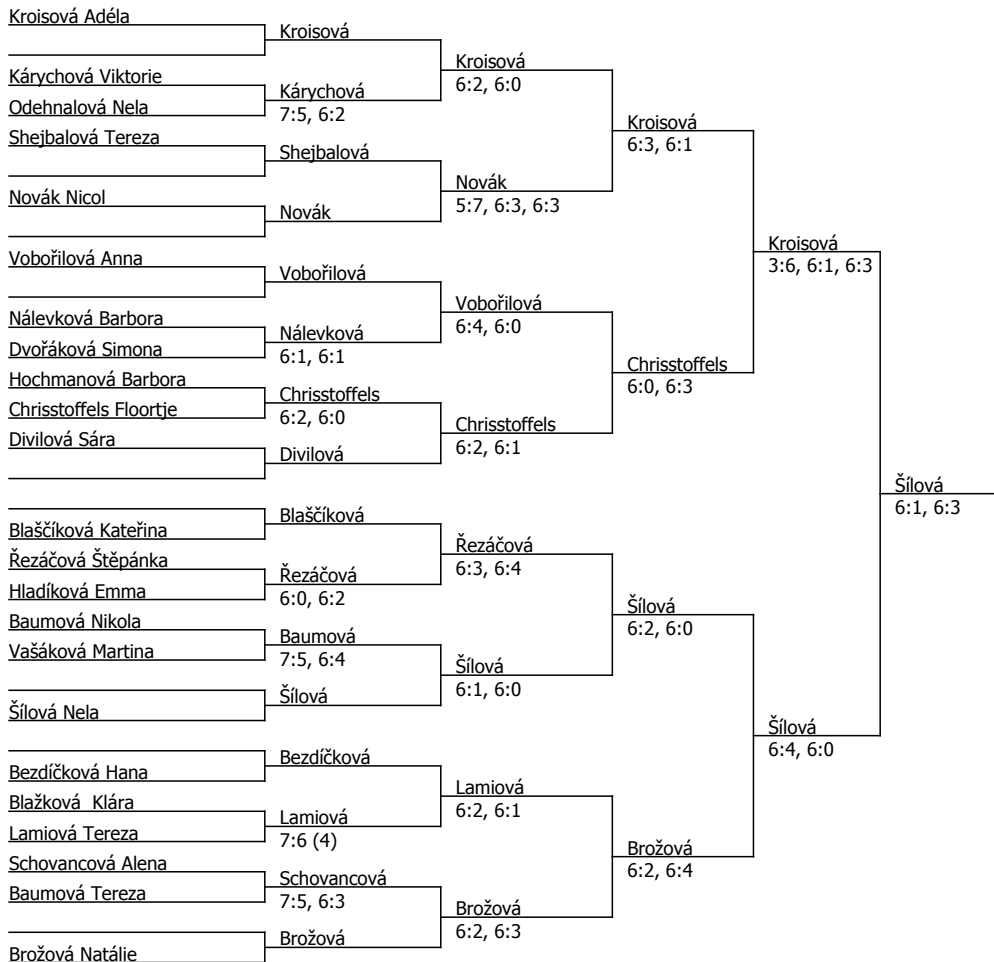 Kroisová Adéla
Kroisová
Kroisová
6:2, 6:0
Kárychová Viktorie
Kárychová
7:5, 6:2
Odehnalová Nela
Kroisová
6:3, 6:1
Shejbalová Tereza
Shejbalová
Novák
5:7, 6:3, 6:3
Novák Nicol
Novák
Kroisová
3:6, 6:1, 6:3
Vobořilová Anna
Vobořilová
Vobořilová
6:4, 6:0
Nálevková Barbora
Nálevková
6:1, 6:1
Dvořáková Simona
Chrisstoffels
6:0, 6:3
Hochmanová Barbora
Chrisstoffels
6:2, 6:0
Chrisstoffels Floortje
Chrisstoffels
6:2, 6:1
Divilová Sára
Divilová
Šílová
6:1, 6:3
Blaščíková
Blaščíková Kateřina
Řezáčová
6:3, 6:4
Řezáčová Štěpánka
Řezáčová
6:0, 6:2
Hladíková Emma
Šílová
6:2, 6:0
Baumová Nikola
Baumová
7:5, 6:4
Vašáková Martina
Šílová
6:1, 6:0
Šílová
Šílová Nela
Šílová
6:4, 6:0
Bezdíčková
Bezdíčková Hana
Lamiová
6:2, 6:1
Blažková  Klára
Lamiová
7:6 (4)
Lamiová Tereza
Brožová
6:2, 6:4
Schovancová Alena
Schovancová
7:5, 6:3
Baumová Tereza
Brožová
6:2, 6:3
Brožová
Brožová Natálie